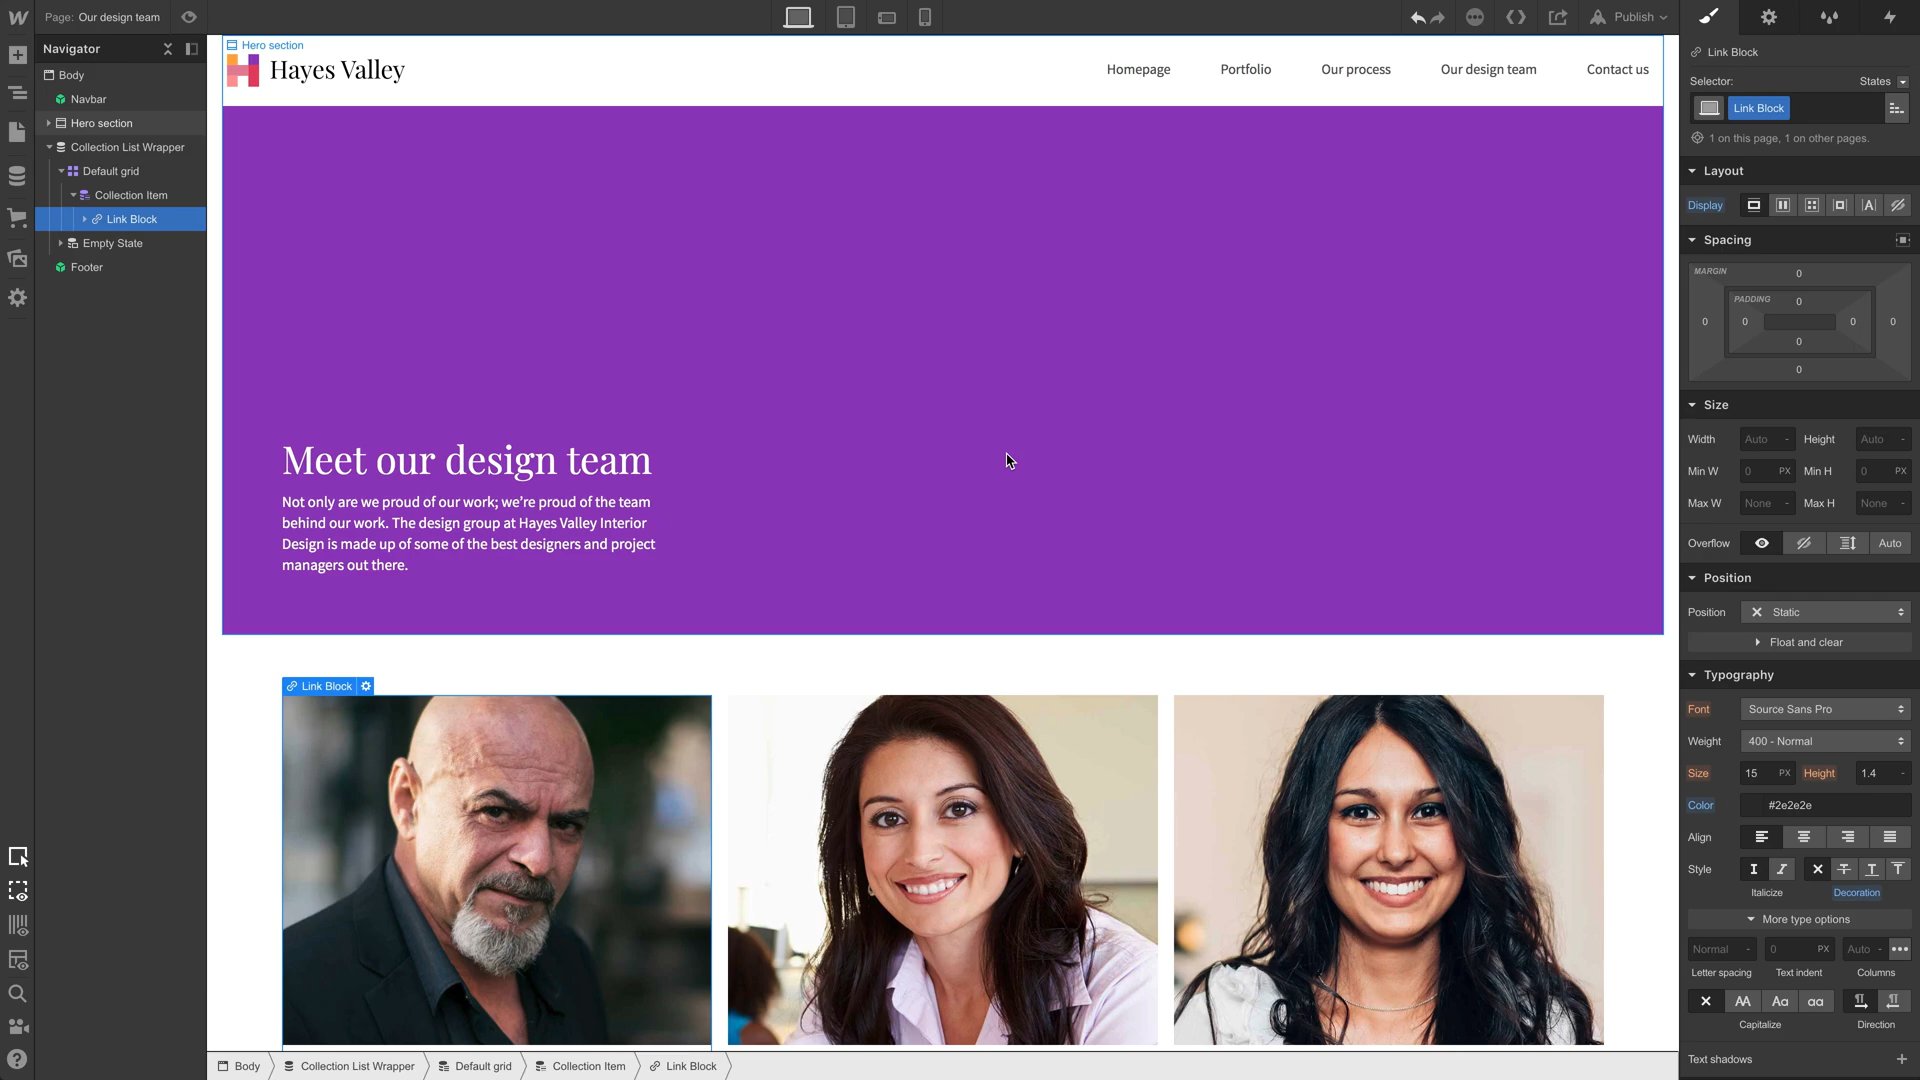 Page: Our design team
Publish
Navigator
Body
Navbar
Hero section
Collection List Wrapper
Default grid
Collection Item
Link Block
Empty State
Footer
Hero section
Hayes Valley
Homepage
Portfolio
Our process
Our design team
Contact us
Meet our design team
Not only are we proud of our work; we’re proud of the team
behind our work. The design group at Hayes Valley Interior
Design is made up of some of the best designers and project
managers out there.
Link Block
Body
Collection List Wrapper
Default grid
Collection Item
Link Block
Link Block
Selector:
States
Link Block
1 on this page, 1 on other pages.
Layout
Display
Spacing
MARGIN
0
PADDING
0
0
0
0
0
0
0
Size
Width
Auto
-
Height
Auto
-
Min W
0
PX
Min H
0
PX
Max W
None
-
Max H
None
-
Overflow
Auto
Position
Position
Static
Float and clear
Typography
Font
Source Sans Pro
Weight
400 - Normal
Size
15
PX
Height
1.4
-
Color
#2e2e2e
Align
Style
Italicize
Decoration
More type options
Normal
-
0
PX
Auto
-
Letter spacing
Text indent
Columns
AA
Aa
aa
Capitalize
Direction
Text shadows